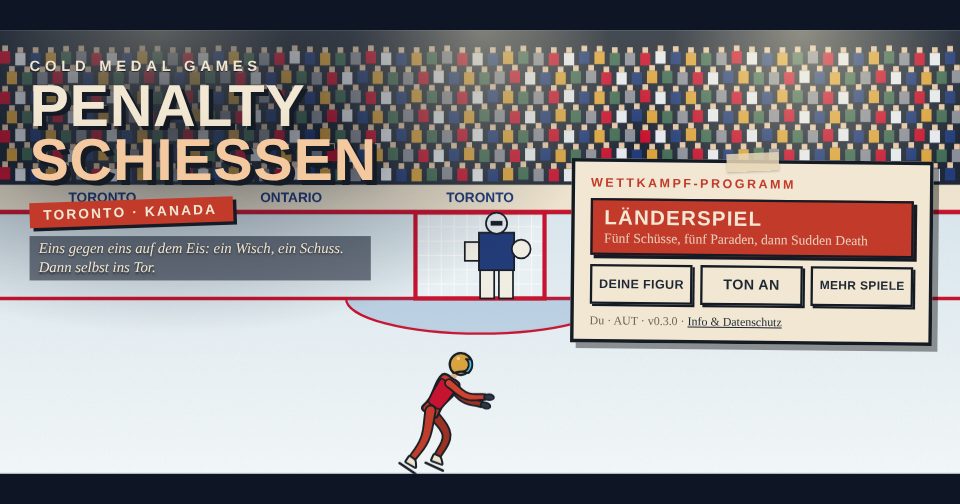 COLD MEDAL GAMES
PENALTY
SCHIESSEN
TORONTO
ONTARIO
TORONTO
TORONTO · KANADA
Eins gegen eins auf dem Eis: ein Wisch, ein Schuss.
Dann selbst ins Tor.
WETTKAMPF-PROGRAMM
LÄNDERSPIEL
Fünf Schüsse, fünf Paraden, dann Sudden Death
DEINE FIGUR
TON AN
MEHR SPIELE
Du · AUT · v0.3.0 · Info & Datenschutz